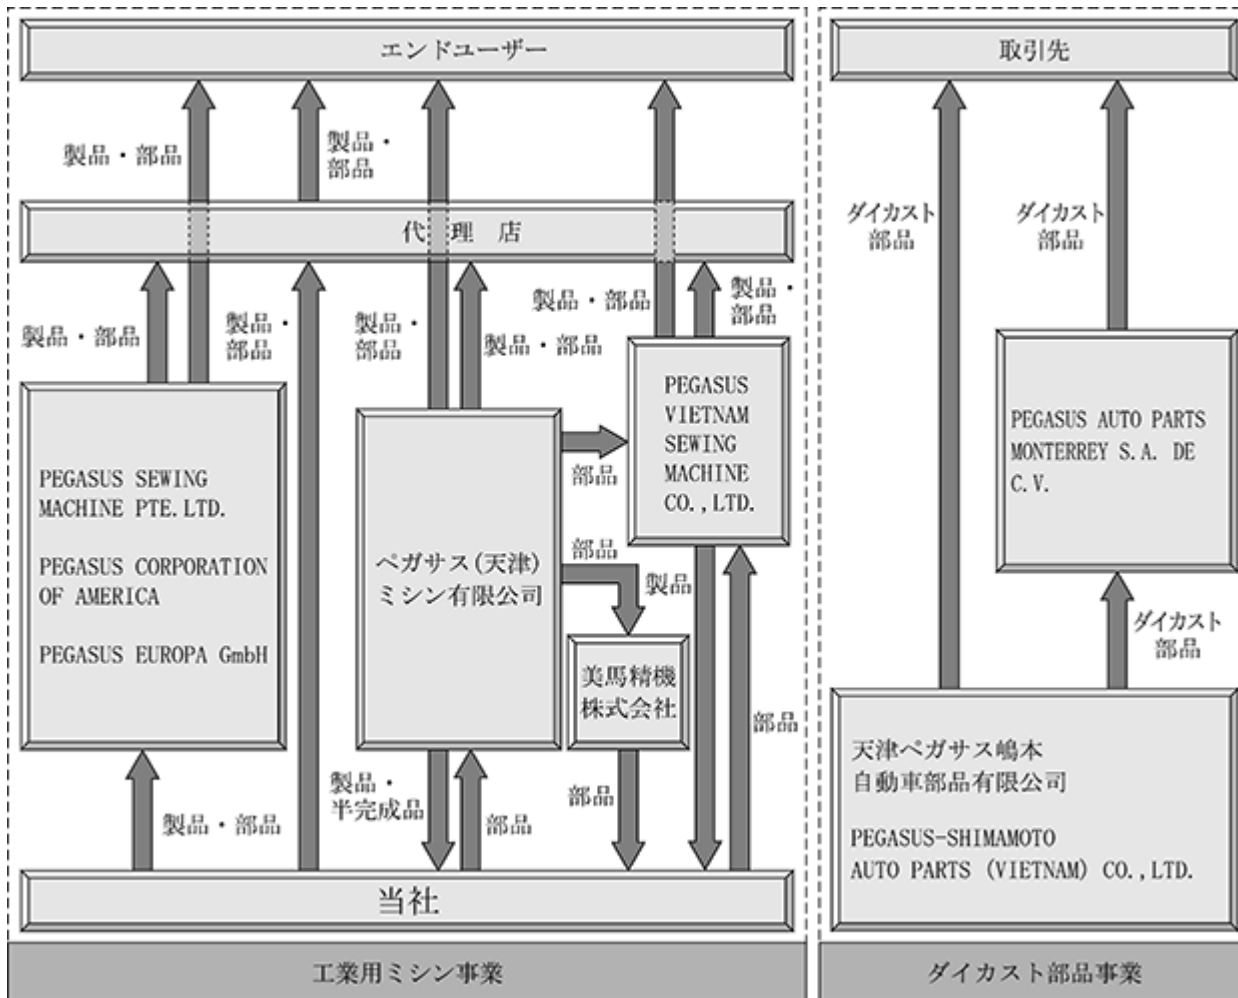 エンドユーザー
製品・部品
製品・
部品
代理店
製品・部品
製品・
部品
製品・
部品
製品・部品
製品・部品
製品・
部品
PEGASUS SEWING
MACHINE PTE.LTD.
PEGASUS CORPORATION
OF AMERICA
PEGASUS EUROPA GmbH
ペガサス(天津)
ミシン有限公司
部品
部品
PEGASUS
VIETNAM
SEWING
MACHINE
CO.,LTD.
製品
美馬精機
株式会社
部品
製品・部品
製品・
半完成品
部品
部品
当社
工業用ミシン事業
取引先
ダイカスト
部品
ダイカスト
部品
PEGASUS AUTO PARTS
MONTERREY S.A. DE
C.V.
ダイカスト
部品
天津ペガサス嶋本
自動車部品有限公司
PEGASUS-SHIMAMOTO
AUTO PARTS (VIETNAM) CO.,LTD.
ダイカスト部品事業